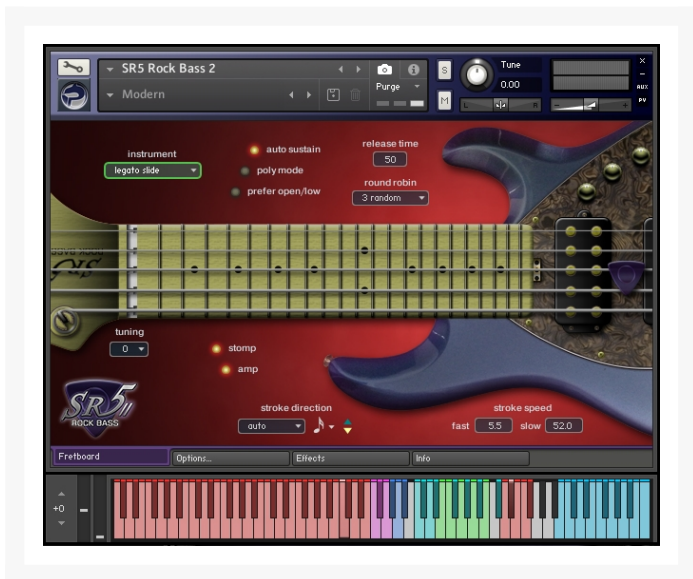 SR5 Rock Bass 2
Modern
Purge
S
M
Tune
0.00
L R
AUX
PV
instrument
legato slide
auto sustain
poly mode
prefer open/low
release time
50
round robin
3 random
tuning
0
stomp
amp
SR5
ROCK BASS
stroke direction
auto
stroke speed
fast 5.5 slow 52.0
Fretboard
Options...
Effects
Info
+0